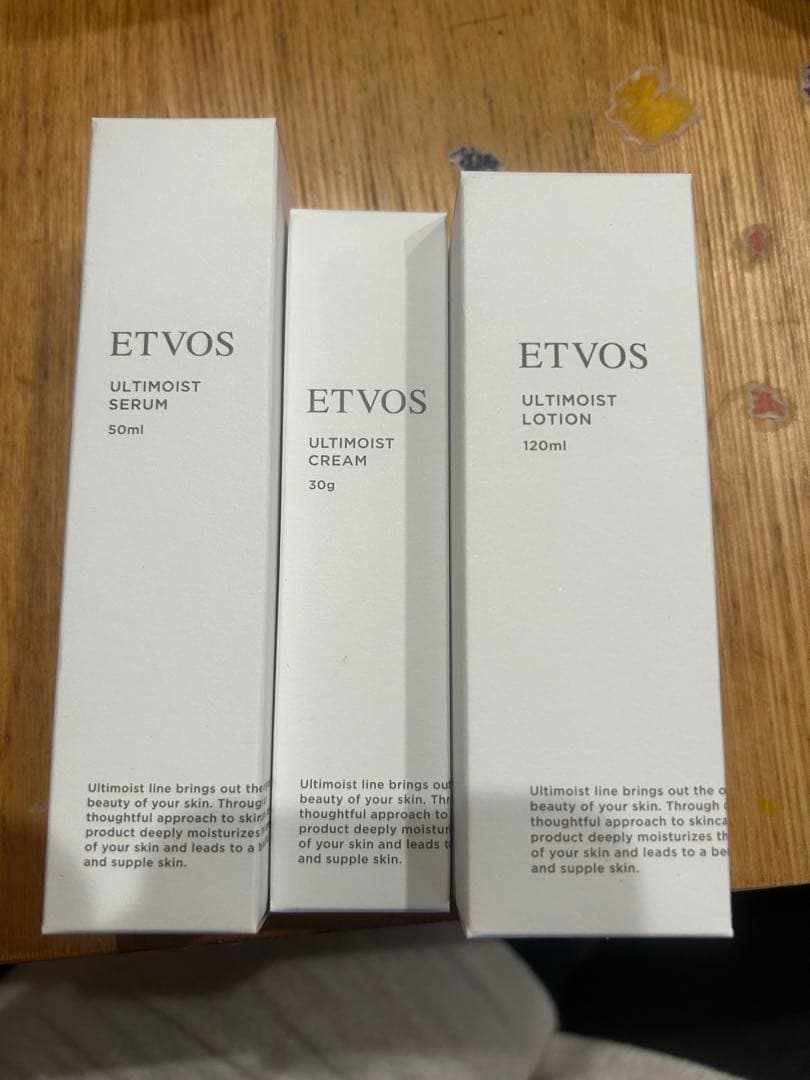 ETVOS
ULTIMOIST
SERUM
50ml
Ultimoist line brings out the
beauty of your skin. Through
thoughtful approach to skin
product deeply moisturizes
of your skin and leads to a
and supple skin.
ETVOS
ULTIMOIST
CREAM
30g
Ultimoist line brings out
beauty of your skin.
thoughtful approach to
product deeply
of your skin and leads
and supple skin.
ETVOS
ULTIMOIST
LOTION
120ml
Ultimoist line brings out the o
beauty of your skin. Through
thoughtful approach to skinca
product deeply moisturizes th
of your skin and leads to a be
and supple skin.